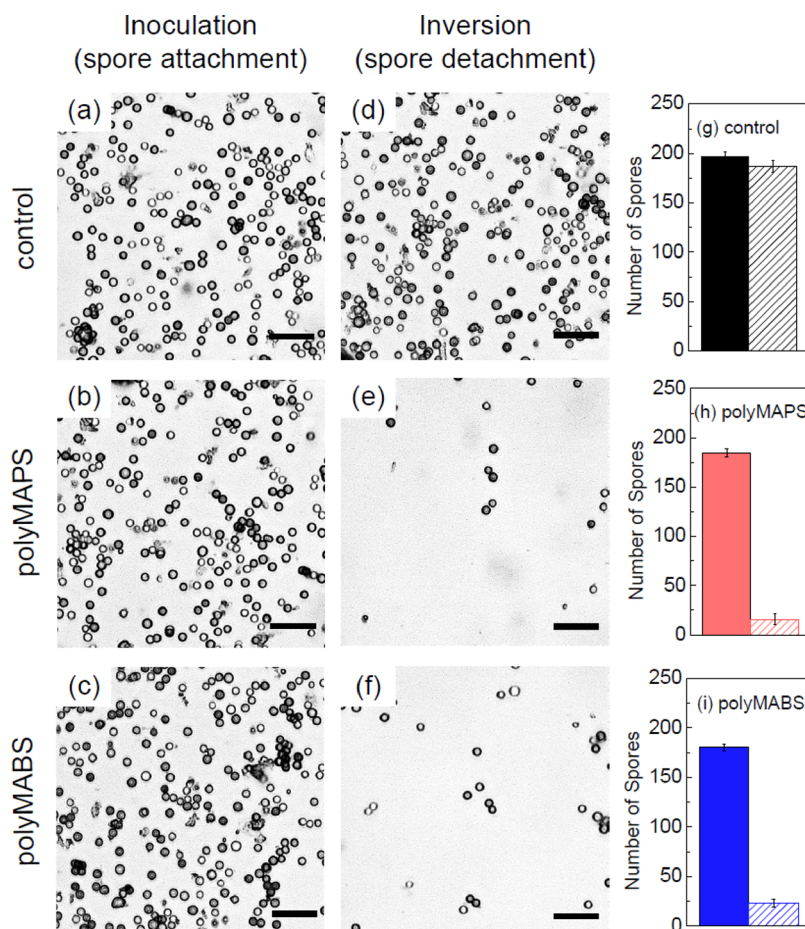 Inoculation
(spore attachment)
Inversion
(spore detachment)
control
(a)
(d)
Number of Spores
250
200
150
100
50
0
(g) control
polyMAPS
(b)
(e)
Number of Spores
250
200
150
100
50
0
(h) polyMAPS
polyMABS
(c)
(f)
Number of Spores
250
200
150
100
50
0
(i) polyMABS